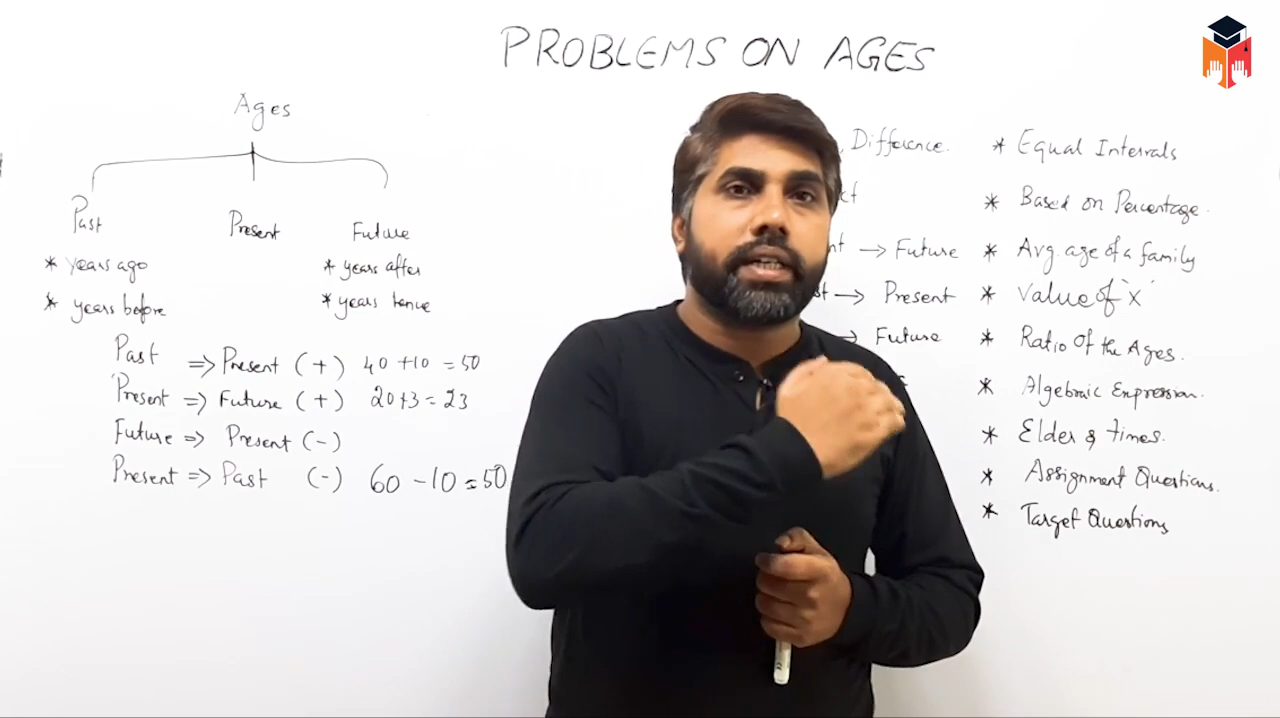 PROBLEMS ON AGES
Ages
Past Present Future
* years ago * years after
* years before * years hence
Past => Present (+) 40 + 10 = 50
Present => Future (+) 20 + 3 = 23
Future => Present (-)
Present => Past (-) 60 - 10 = 50
, Difference.
→ Future
→ Present
→ Future
* Equal Intervals
* Based on Percentage.
* Avg. age of a family
* Value of "x"
* Ratio Of the Ages.
* Algebraic Expression.
* Elder & times.
* Assignment Questions.
* Target Questions